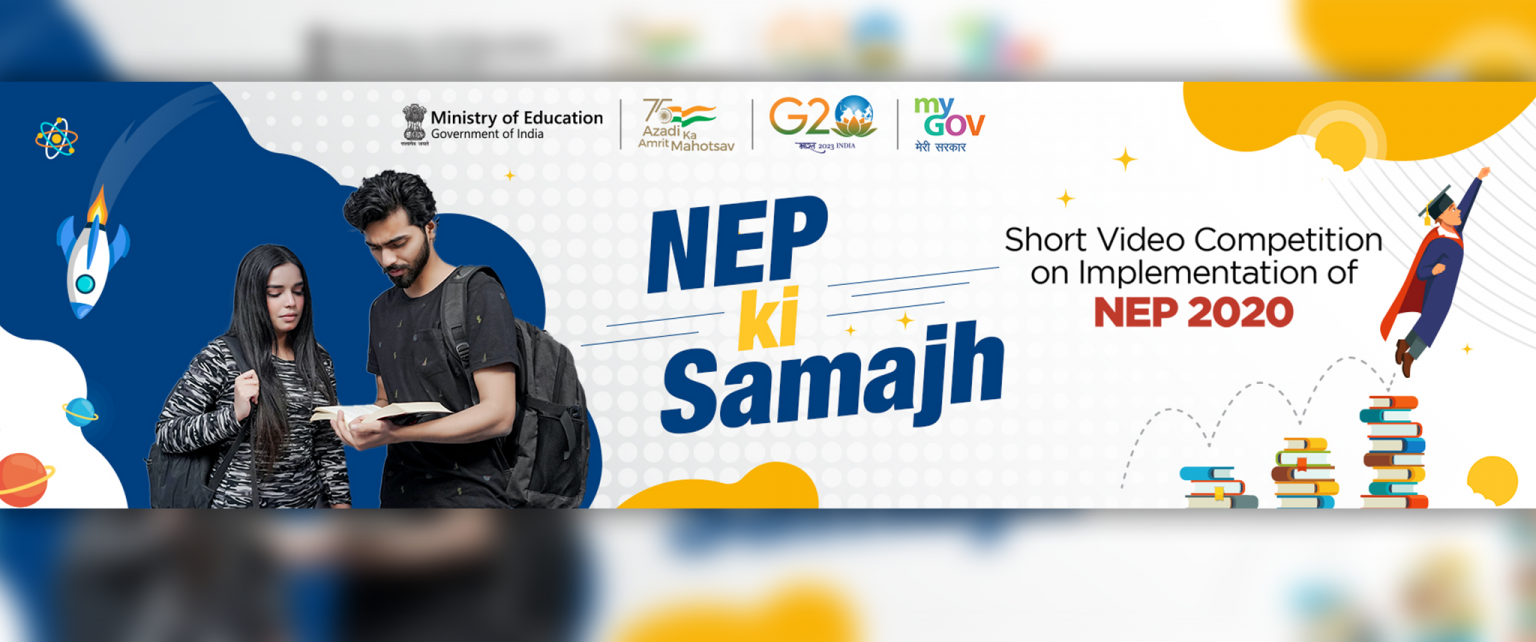 Ministry of Education
Government of India
75
Azadi Ka
Amrit Mahotsav
G20
भारत 2023 INDIA
my
GOV
मेरी सरकार
NEP
ki
Samajh
Short Video Competition
on Implementation of
NEP 2020